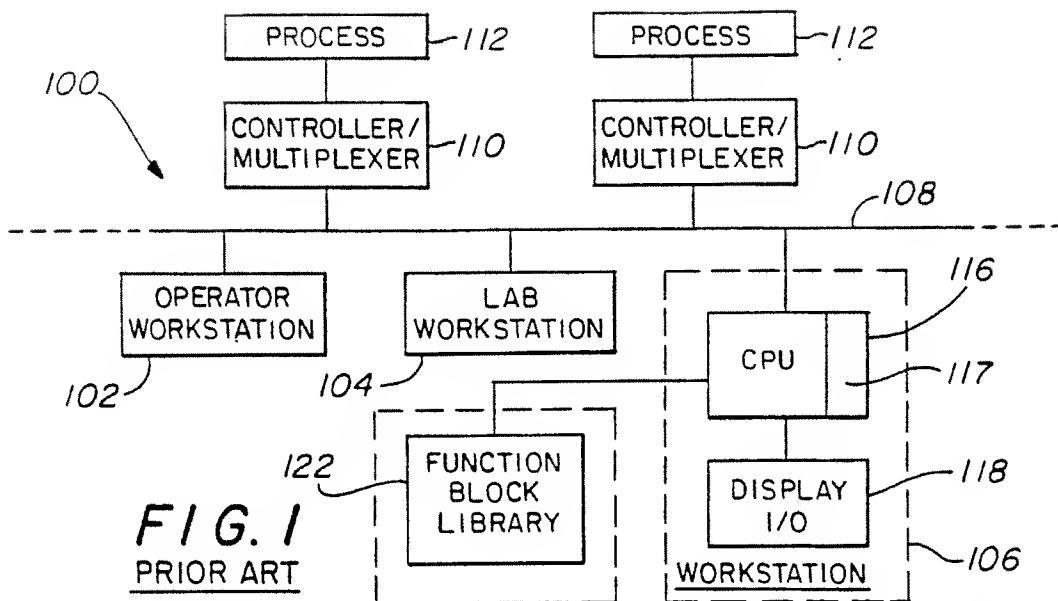 PROCESS
112
PROCESS
112
100
CONTROLLER/
MULTIPLEXER
110
CONTROLLER/
MULTIPLEXER
110
108
OPERATOR
WORKSTATION
102
LAB
WORKSTATION
104
116
CPU
117
122
FUNCTION
BLOCK
LIBRARY
DISPLAY
I/O
118
FIG. 1
PRIOR ART
WORKSTATION
106